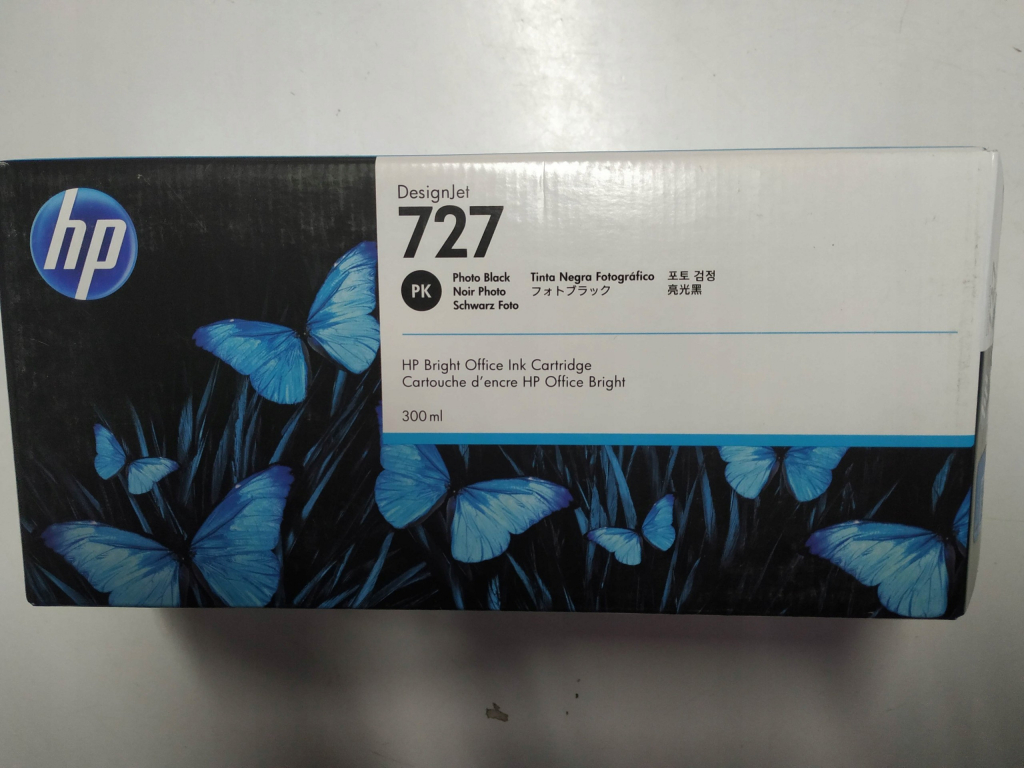 hp
DesignJet
727
PK
Photo Black
Noir Photo
Schwarz Foto
Tinta Negra Fotográfico
フォトブラック
포토 검정
亮光黑
HP Bright Office Ink Cartridge
Cartouche d'encre HP Office Bright
300 ml